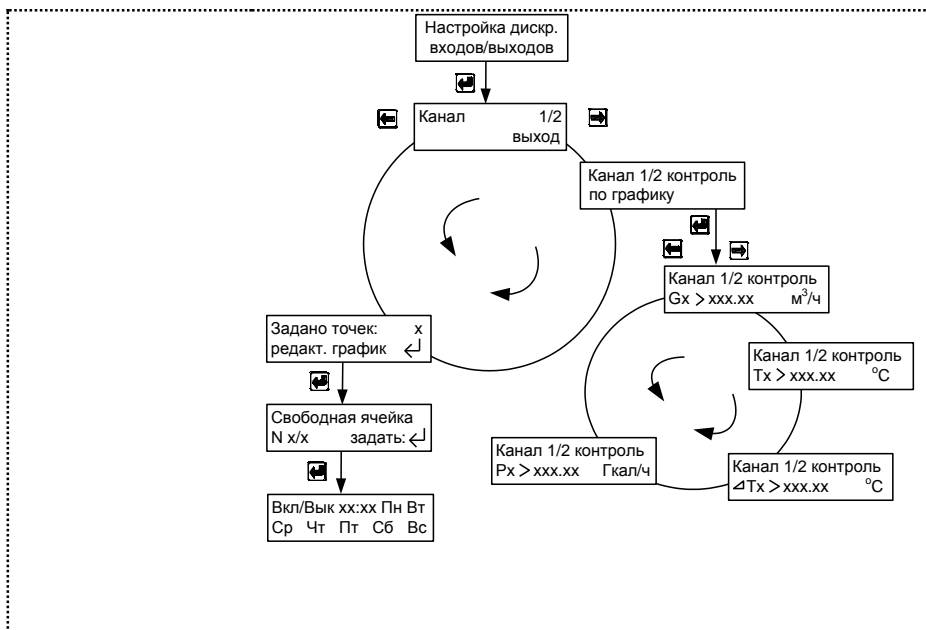 Настройка дискр.
входов/выходов
Канал 1/2
выход
Канал 1/2 контроль
по графику
Канал 1/2 контроль
Gx > xxx.xx м³/ч
Задано точек: x
редакт. график
Канал 1/2 контроль
Tx > xxx.xx °C
Свободная ячейка
N x/x задать:
Канал 1/2 контроль
Px > xxx.xx Гкал/ч
Канал 1/2 контроль
⊿Tx > xxx.xx °C
Вкл/Вык xx:xx Пн Вт
Ср Чт Пт Сб Вс